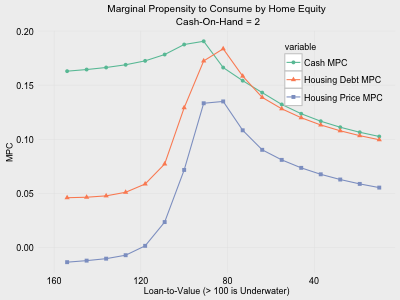 Marginal Propensity to Consume by Home Equity
Cash-On-Hand = 2
0.20
0.15
0.10
0.05
0.00
MPC
variable
Cash MPC
Housing Debt MPC
Housing Price MPC
160
120
80
40
Loan-to-Value (> 100 is Underwater)